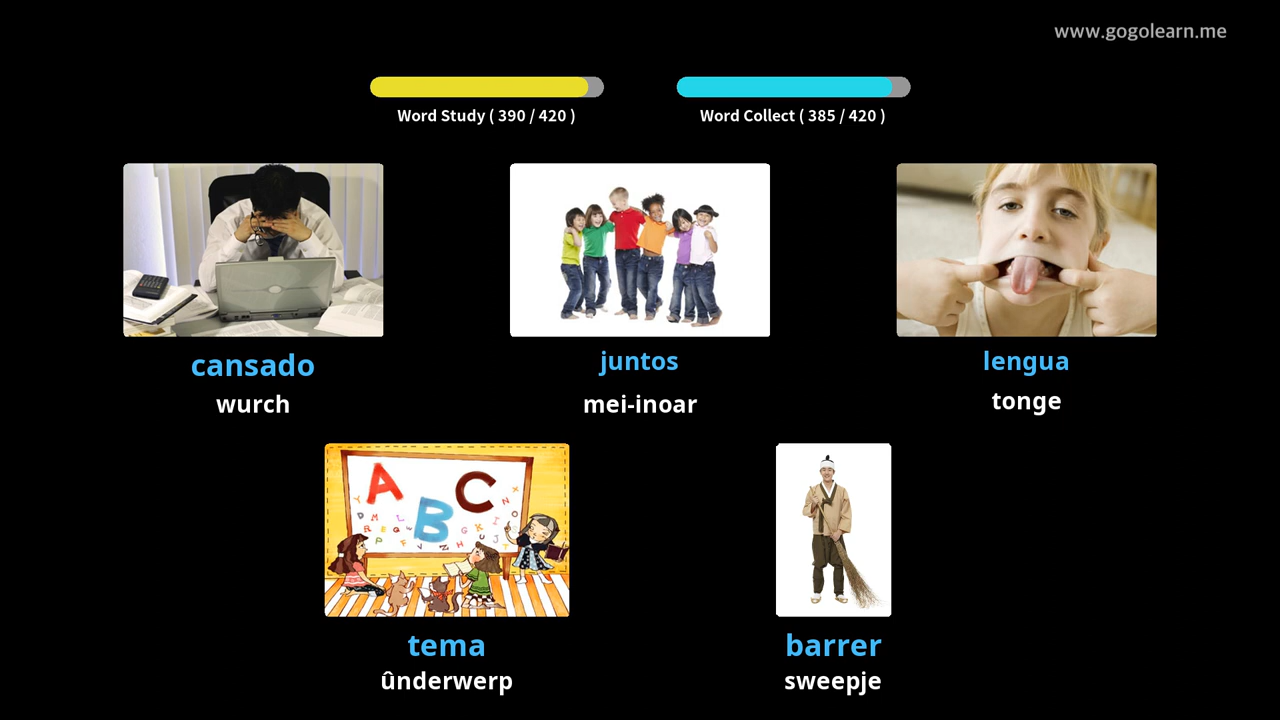 www.gogolearn.me
Word Study ( 390 / 420 )
Word Collect ( 385 / 420 )
cansado
wurch
juntos
mei-inoar
lengua
tonge
A B C
tema
ûnderwerp
barrer
sweepje